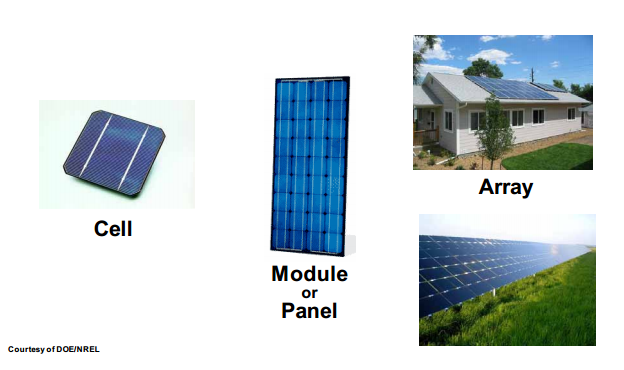 Cell
Module
or
Panel
Array
Courtesy of DOE/NREL